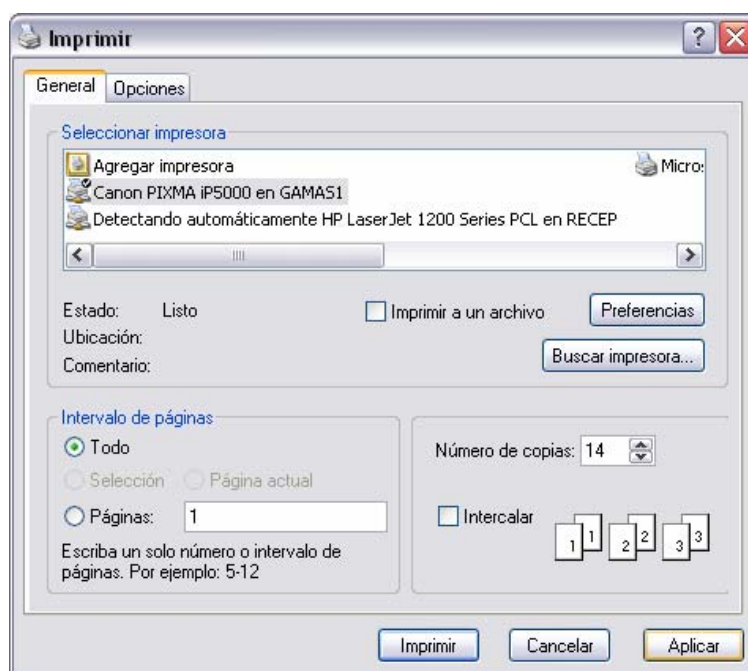 Imprimir
General Opciones
Seleccionar impresora
Agregar impresora Micro
Canon PIXMA iP5000 en GAMAS1
Detectando automáticamente HP LaserJet 1200 Series PCL en RECEP
Estado: Listo Imprimir a un archivo Preferencias
Ubicación:
Buscar impresora...
Comentario:
Intervalo de páginas
Todo
Selección Página actual
Páginas: 1
Escriba un solo número o intervalo de
páginas. Por ejemplo: 5-12
Número de copias: 14
Intercalar 1 1 2 2 3 3
Imprimir Cancelar Aplicar